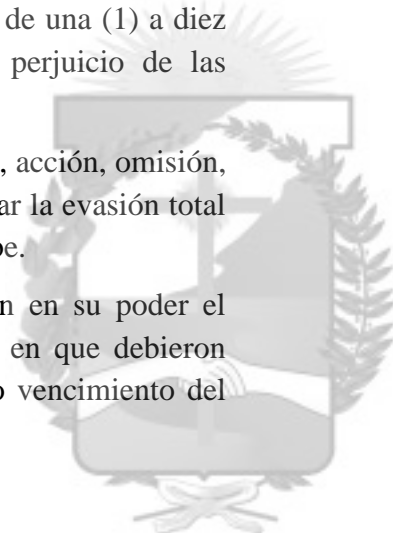 de una (1) a diez
perjuicio de las
, acción, omisión,
ar la evasión total
pe.
n en su poder el
en que debieron
o vencimiento del